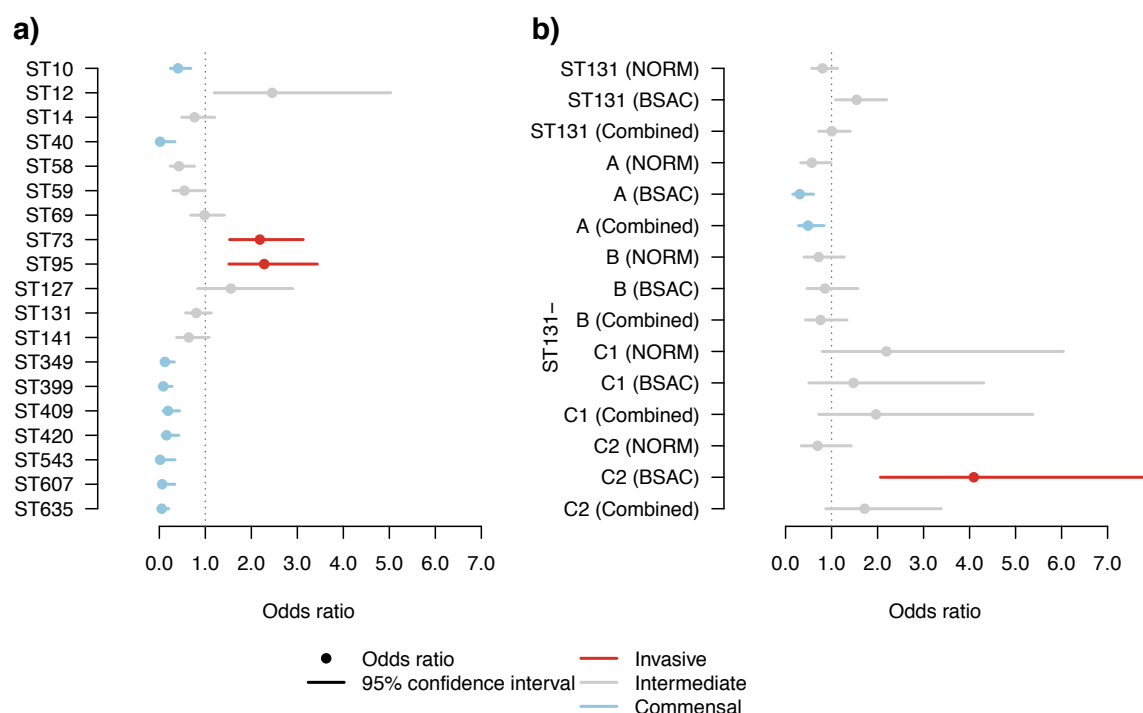 a)
ST10
ST12
ST14
ST40
ST58
ST59
ST69
ST73
ST95
ST127
ST131
ST141
ST349
ST399
ST409
ST420
ST543
ST607
ST635
0.0 1.0 2.0 3.0 4.0 5.0 6.0 7.0
Odds ratio
b)
ST131 (NORM)
ST131 (BSAC)
ST131 (Combined)
A (NORM)
A (BSAC)
A (Combined)
B (NORM)
B (BSAC)
B (Combined)
C1 (NORM)
C1 (BSAC)
C1 (Combined)
C2 (NORM)
C2 (BSAC)
C2 (Combined)
ST131−
0.0 1.0 2.0 3.0 4.0 5.0 6.0 7.0
Odds ratio
Odds ratio
95% confidence interval
Invasive
Intermediate
Commensal